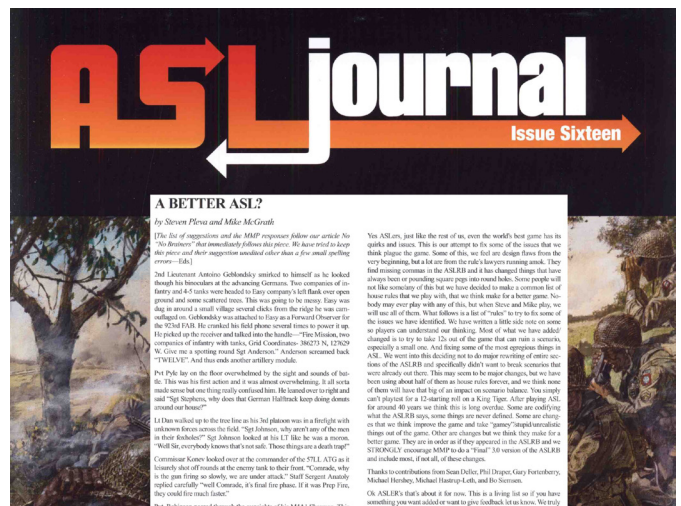 ASL journal
Issue Sixteen
A BETTER ASL?
by Steven Pleva and Mike McGrath
[The list of suggestions and the MMP responses follow our article No
"No Brainers" that immediately follows this piece. We have tried to keep
this piece and their suggestion unedited other than a few small spelling
errors—Eds]
2nd Lieutenant Antoino Geblondsky smirked to himself as he looked
though his binoculars at the advancing Germans. Two companies of in-
fantry and 4-5 tanks were headed to Easy company's left flank over open
ground and some scattered trees. This was going to be messy. Easy was
dug in around a small village several clicks from the ridge he was cam-
ouflaged on. Geblondsky was attached to Easy as a Forward Observer for
the 923rd FAB. He cranked his field phone several times to power it up.
He picked up the receiver and talked into the handle—"Fire Mission, two
companies of infantry with tanks, Grid Coordinates- 386273 N, 127629
W. Give me a spotting round Sgt Anderson." Anderson screamed back
"TWELVE". And thus ends another artillery module.
Pvt Pyle lay on the floor overwhelmed by the sight and sounds of bat-
tle. This was his first action and it was almost overwhelming. It all sorta
made sense but one thing really confused him. He leaned over to right and
said "Sgt Stephens, why does that German Halftrack keep doing donuts
around our house?"
Lt Dan walked up to the tree line as his 3rd platoon was in a firefight with
unknown forces across the field. "Sgt Johnson, why aren't any of the men
in their foxholes?" Sgt Johnson looked at his LT like he was a moron.
"Well Sir, everybody knows that's not safe. Those things are a death trap!"
Commissar Konev looked over at the commander of the 57LL ATG as it
leisurely shot off rounds at the enemy tank to their front. "Comrade, why
is the gun firing so slowly, we are under attack." Staff Sergent Anatoly
replied carefully "well Comrade, it's final fire phase. If it was Prep Fire,
they could fire much faster."
Yes ASLers, just like the rest of us, even the world's best game has its
quirks and issues. This is our attempt to fix some of the issues that we
think plague the game. Some of this, we feel are design flaws from the
very beginning, but a lot are from the rule's lawyers running amok. They
find missing commas in the ASLRB and it has changed things that have
always been or pounding square pegs into round holes. Some people will
not like some/any of this but we have decided to make a common list of
house rules that we play with, that we think make for a better game. No-
body may ever play with any of this, but when Steve and Mike play, we
will use all of them. What follows is a list of "rules" to try to fix some of
the issues we have identified. We have written a little side note on some
so players can understand our thinking. Most of what we have added/
changed is to try to take 12s out of the game that can ruin a scenario,
especially a small one. And fixing some of the most egregious things in
ASL. We went into this deciding not to do major rewriting of entire sec-
tions of the ASLRB and specifically didn't want to break scenarios that
were already out there. This may seem to be major changes, but we have
been using about half of them as house rules forever, and we think none
of them will have that big of an impact on scenario balance. You simply
can't playtest for a 12-starting roll on a King Tiger. After playing ASL
for around 40 years we think this is long overdue. Some are codifying
what the ASLRB says, some things are never defined. Some are chang-
es that we think improve the game and take "gamey"/stupid/unrealistic
things out of the game. Other are changes but we think they make for a
better game. They are in order as if they appeared in the ASLRB and we
STRONGLY encourage MMP to do a "Final" 3.0 version of the ASLRB
and include most, if not all, of these changes.
Thanks to contributions from Sean Deller, Phil Draper, Gary Fortenberry,
Michael Hershey, Michael Hastrup-Leth, and Bo Siemsen.
Ok ASLER's that's about it for now. This is a living list so if you have
something you want added or want to give feedback let us know. We truly